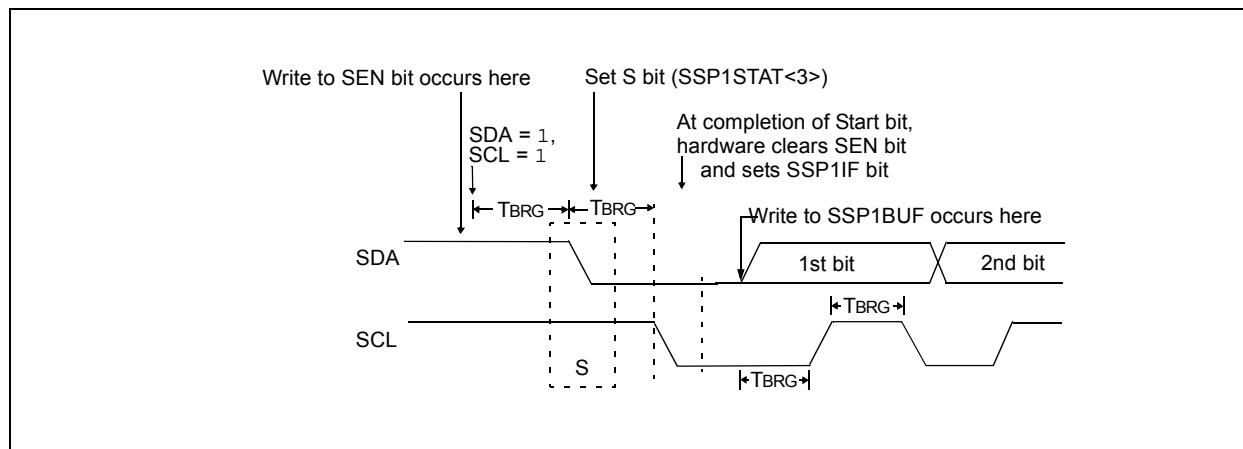 Write to SEN bit occurs here
Set S bit (SSP1STAT<3>)
SDA = 1,
SCL = 1
At completion of Start bit,
hardware clears SEN bit
and sets SSP1IF bit
TBRG
TBRG
Write to SSP1BUF occurs here
SDA
1st bit
2nd bit
TBRG
SCL
S
TBRG